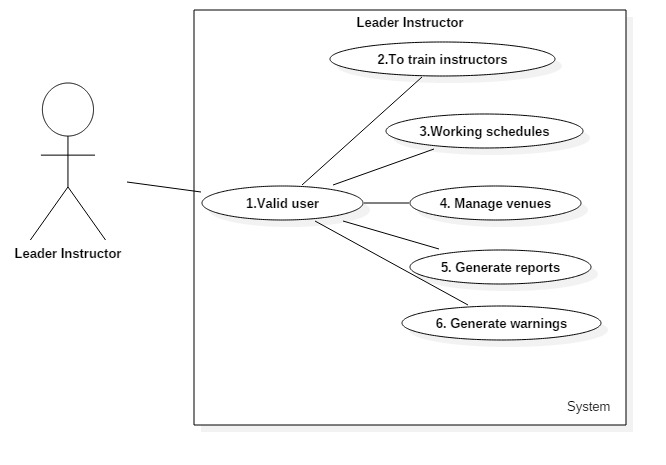 Leader Instructor
2.To train instructors
3.Working schedules
1.Valid user
4. Manage venues
Leader Instructor
5. Generate reports
6. Generate warnings
System